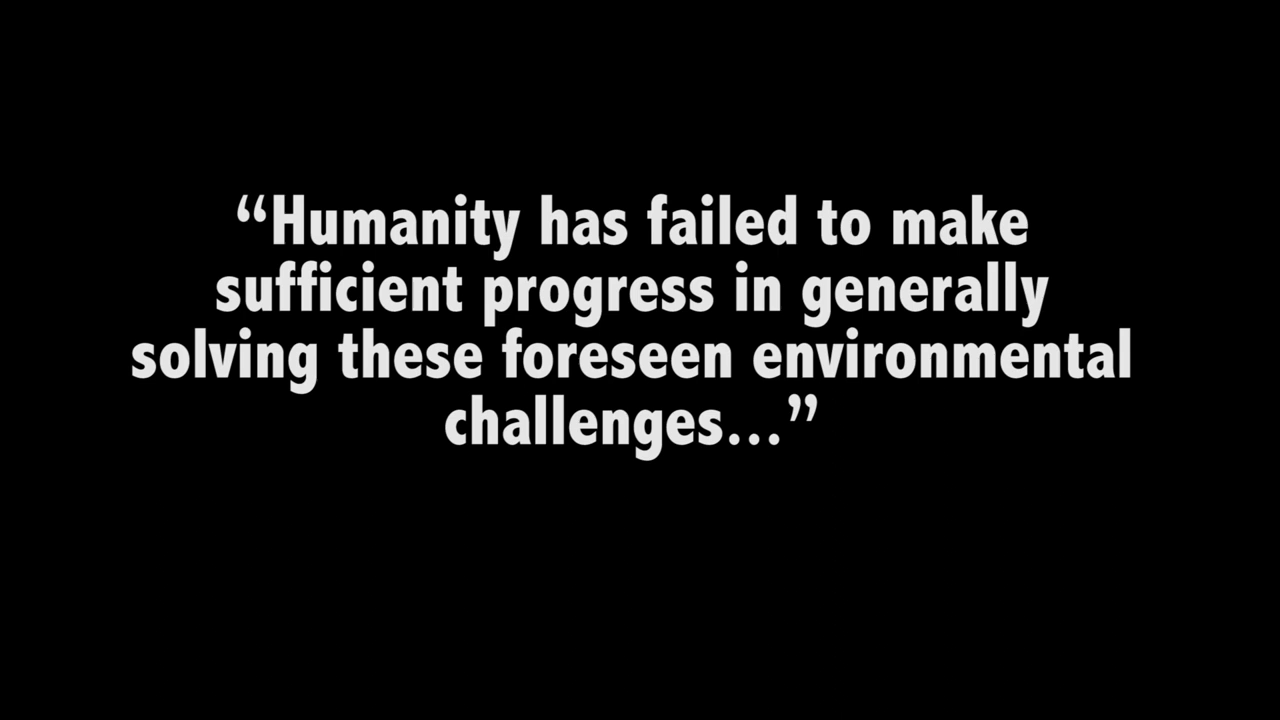 “Humanity has failed to make
sufficient progress in generally
solving these foreseen environmental
challenges…”